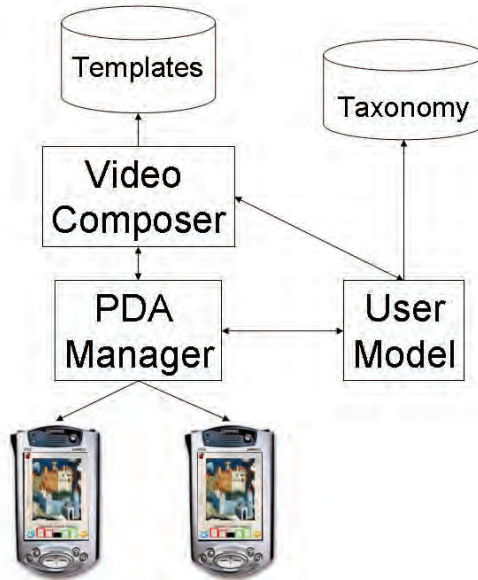 Templates
Taxonomy
Video
Composer
PDA
Manager
User
Model